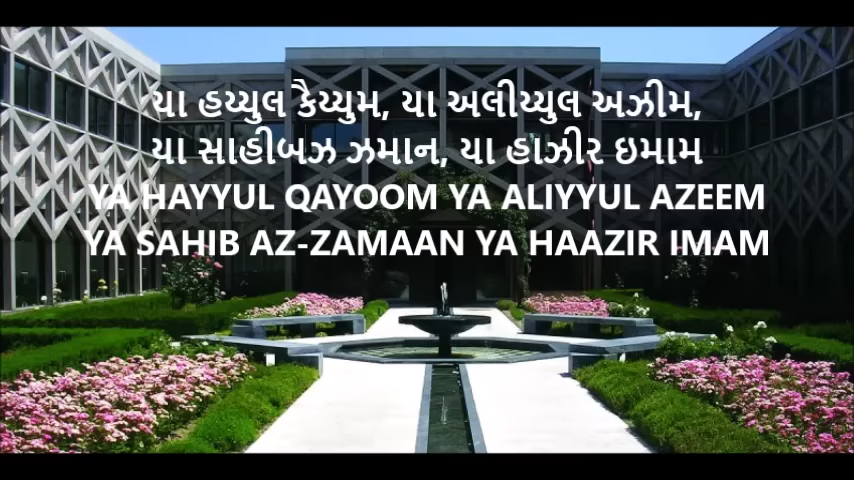 યા હય્યુલ કૈય્યુમ, યા અલીય્યુલ અઝીમ,
યા સાહીબઝ ઝમાન, યા હાઝીર ઇમામ
YA HAYYUL QAYOOM YA ALIYYUL AZEEM
YA SAHIB AZ-ZAMAAN YA HAAZIR IMAM